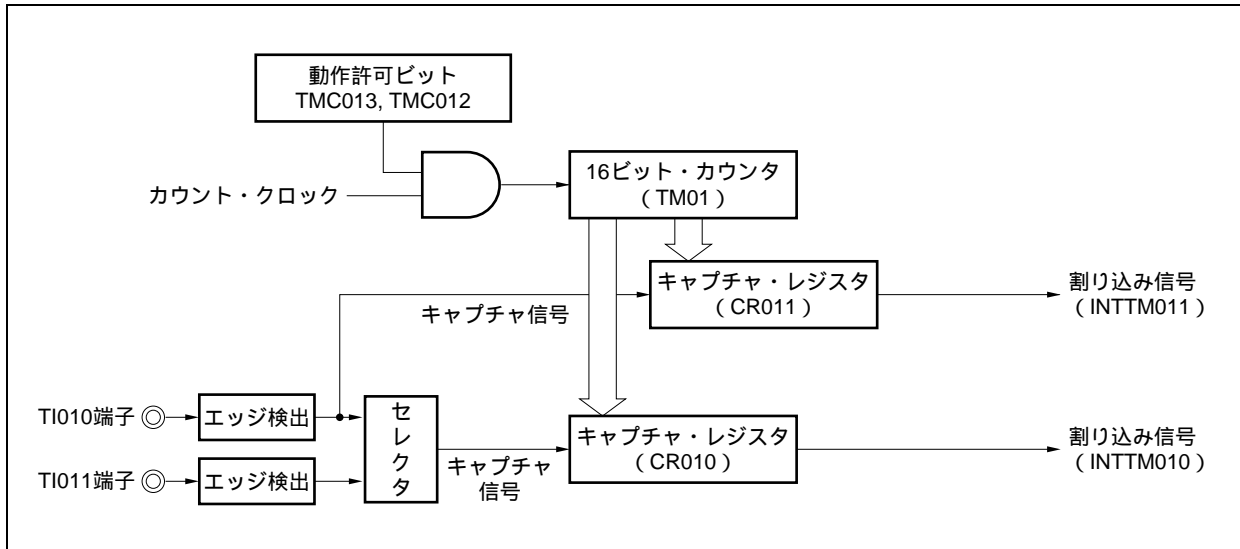 動作許可ビット
TMC013, TMC012
カウント・クロック
16ビット・カウンタ
（TM01）
キャプチャ・レジスタ
（CR011）
割り込み信号
（INTTM011）
キャプチャ信号
TI010端子
エッジ検出
セレクタ
キャプチャ・レジスタ
（CR010）
割り込み信号
（INTTM010）
TI011端子
エッジ検出
キャプチャ
信号